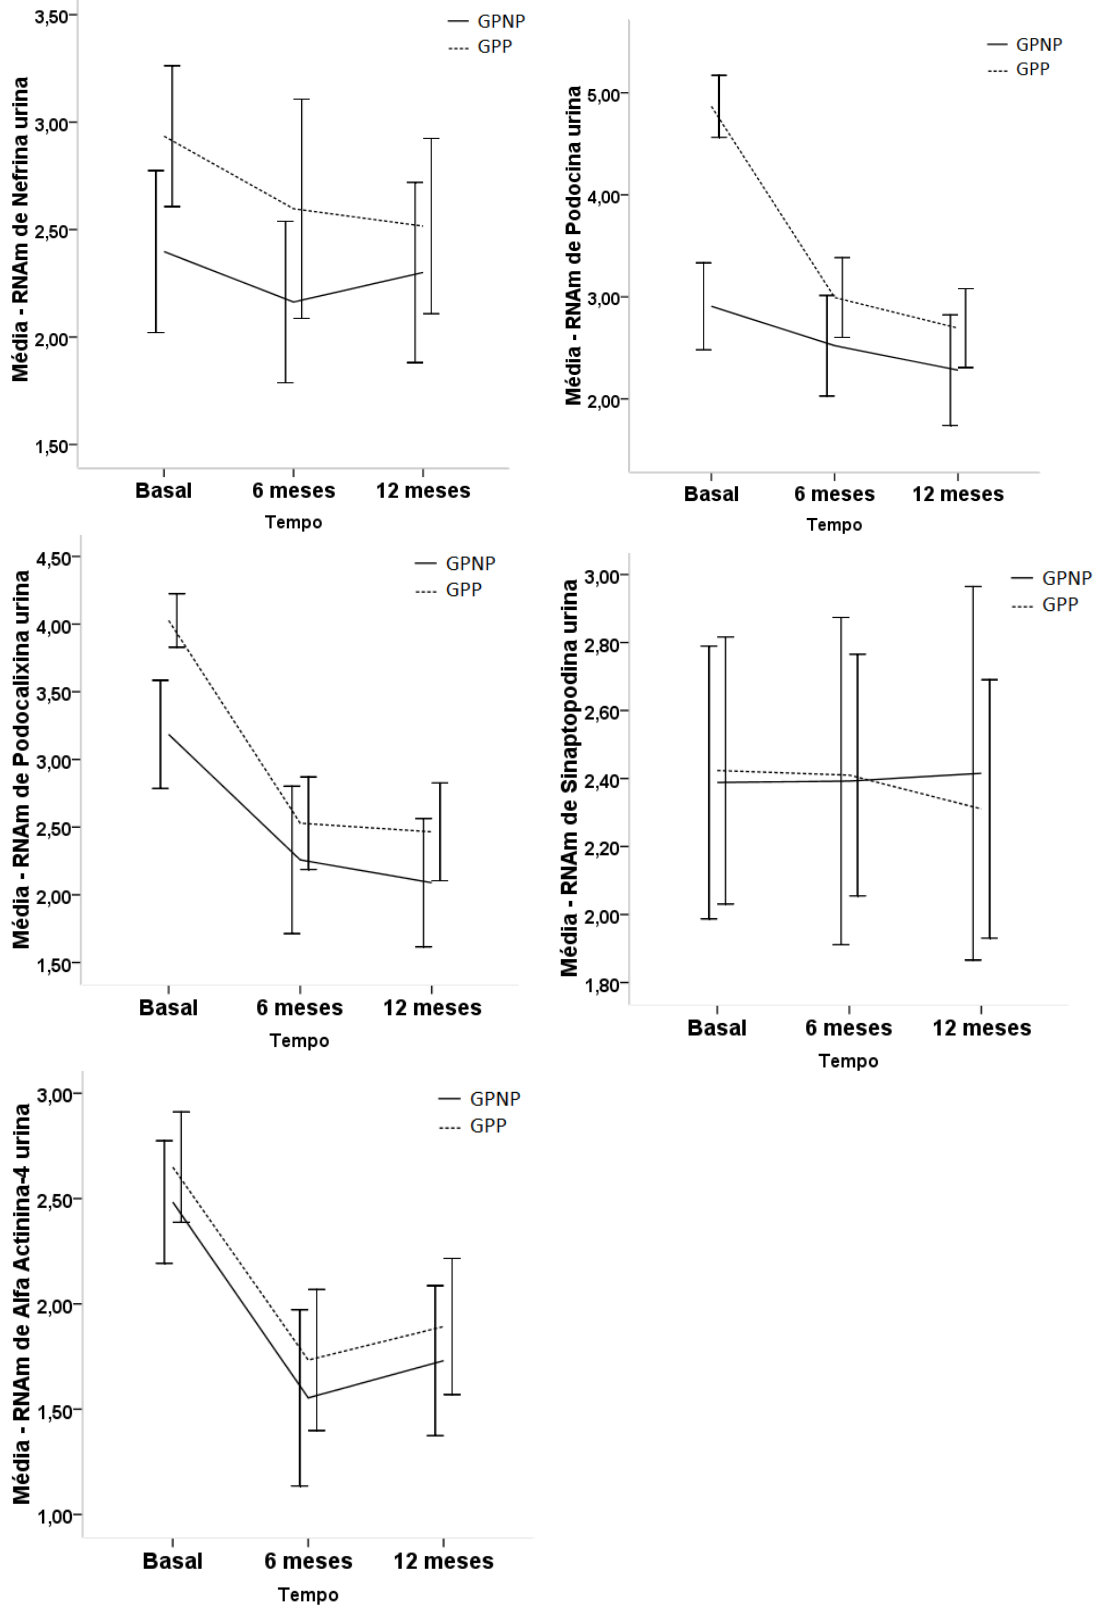 Média - RNAm de Nefrina urina
3,50
3,00
2,50
2,00
1,50
GPNP
GPP
Basal
6 meses
12 meses
Tempo
Média - RNAm de Podocina urina
5,00
4,00
3,00
2,00
GPNP
GPP
Basal
6 meses
12 meses
Tempo
Média - RNAm de Podocalixina urina
4,50
4,00
3,50
3,00
2,50
2,00
1,50
GPNP
GPP
Basal
6 meses
12 meses
Tempo
Média - RNAm de Sinaptopodina urina
3,00
2,80
2,60
2,40
2,20
2,00
1,80
GPNP
GPP
Basal
6 meses
12 meses
Tempo
Média - RNAm de Alfa Actinina-4 urina
3,00
2,50
2,00
1,50
1,00
GPNP
GPP
Basal
6 meses
12 meses
Tempo